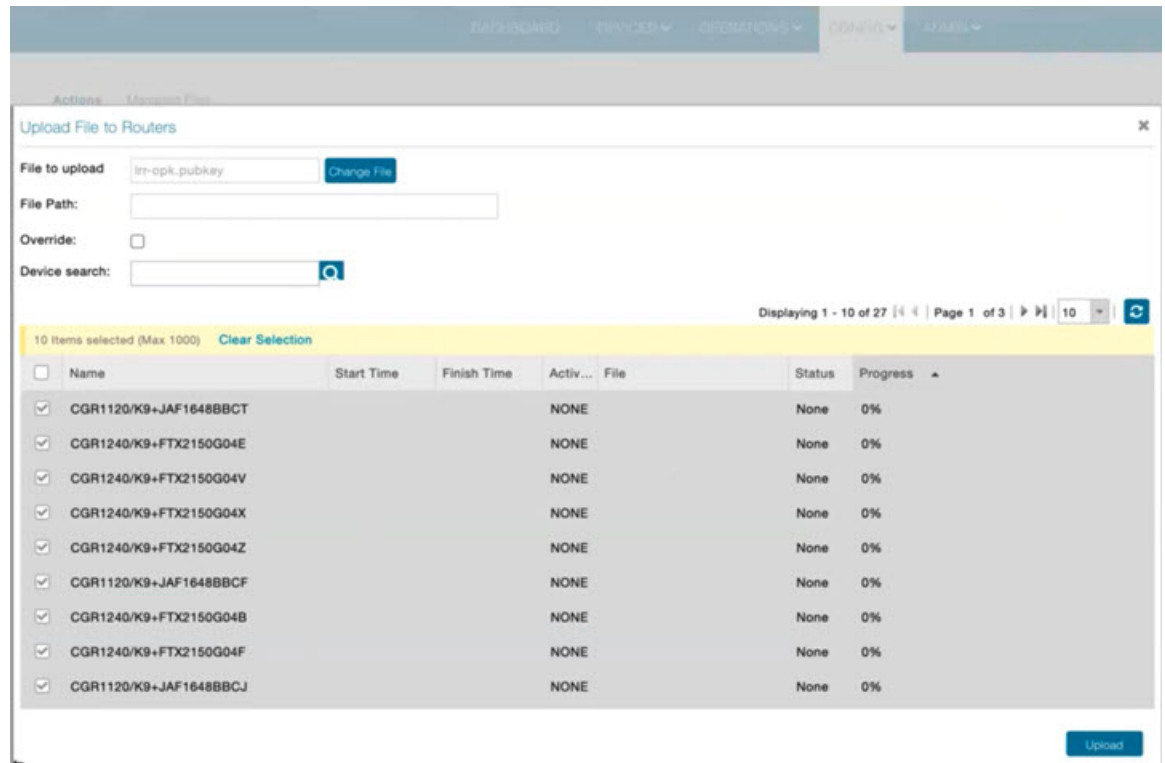 DASHBOARD DEVICES OPERATIONS CONFIG ADMIN
Actions Managed Files
Upload File to Routers
File to upload lrr-opk.pubkey Change File
File Path:
Override:
Device search:
Displaying 1 - 10 of 27 Page 1 of 3 10
10 Items selected (Max 1000) Clear Selection
Name Start Time Finish Time Activ... File Status Progress
CGR1120/K9+JAF1648BBCT NONE None 0%
CGR1240/K9+FTX2150G04E NONE None 0%
CGR1240/K9+FTX2150G04V NONE None 0%
CGR1240/K9+FTX2150G04X NONE None 0%
CGR1240/K9+FTX2150G04Z NONE None 0%
CGR1120/K9+JAF1648BBCF NONE None 0%
CGR1240/K9+FTX2150G04B NONE None 0%
CGR1240/K9+FTX2150G04F NONE None 0%
CGR1120/K9+JAF1648BBCJ NONE None 0%
Upload